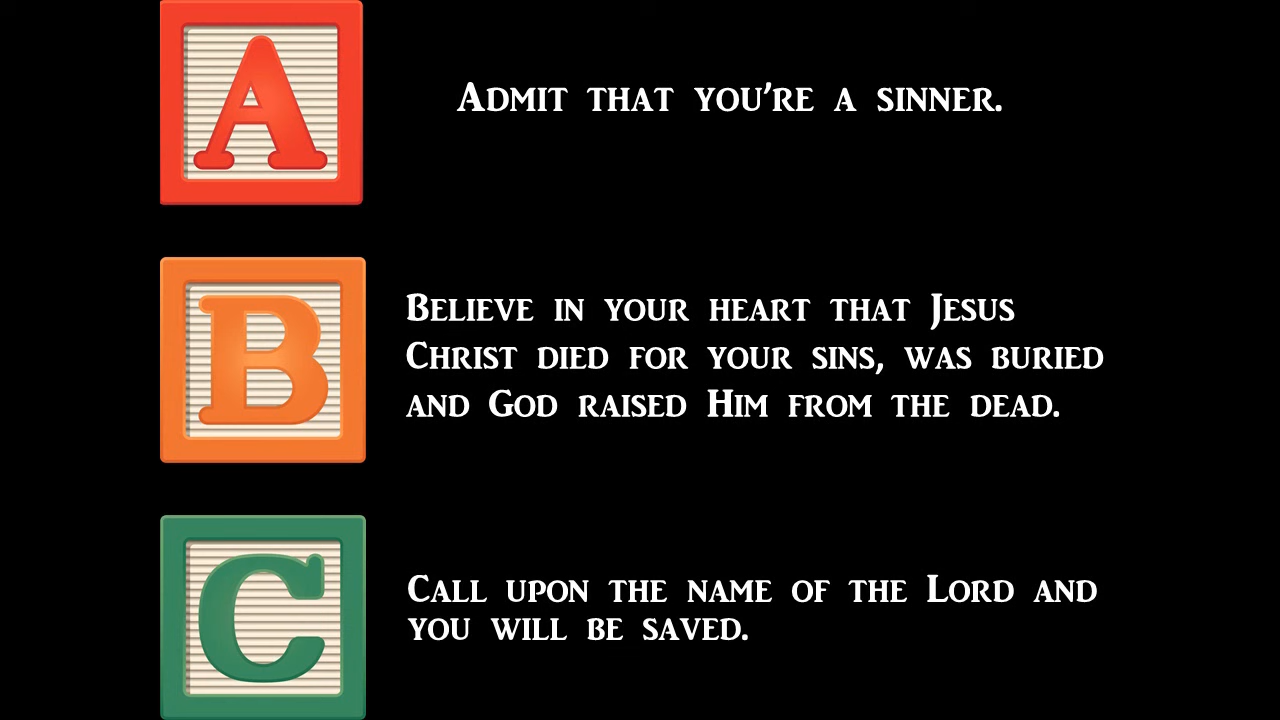 A
Admit that you're a sinner.
B
Believe in your heart that Jesus
Christ died for your sins, was buried
and God raised Him from the dead.
C
Call upon the name of the Lord and
you will be saved.